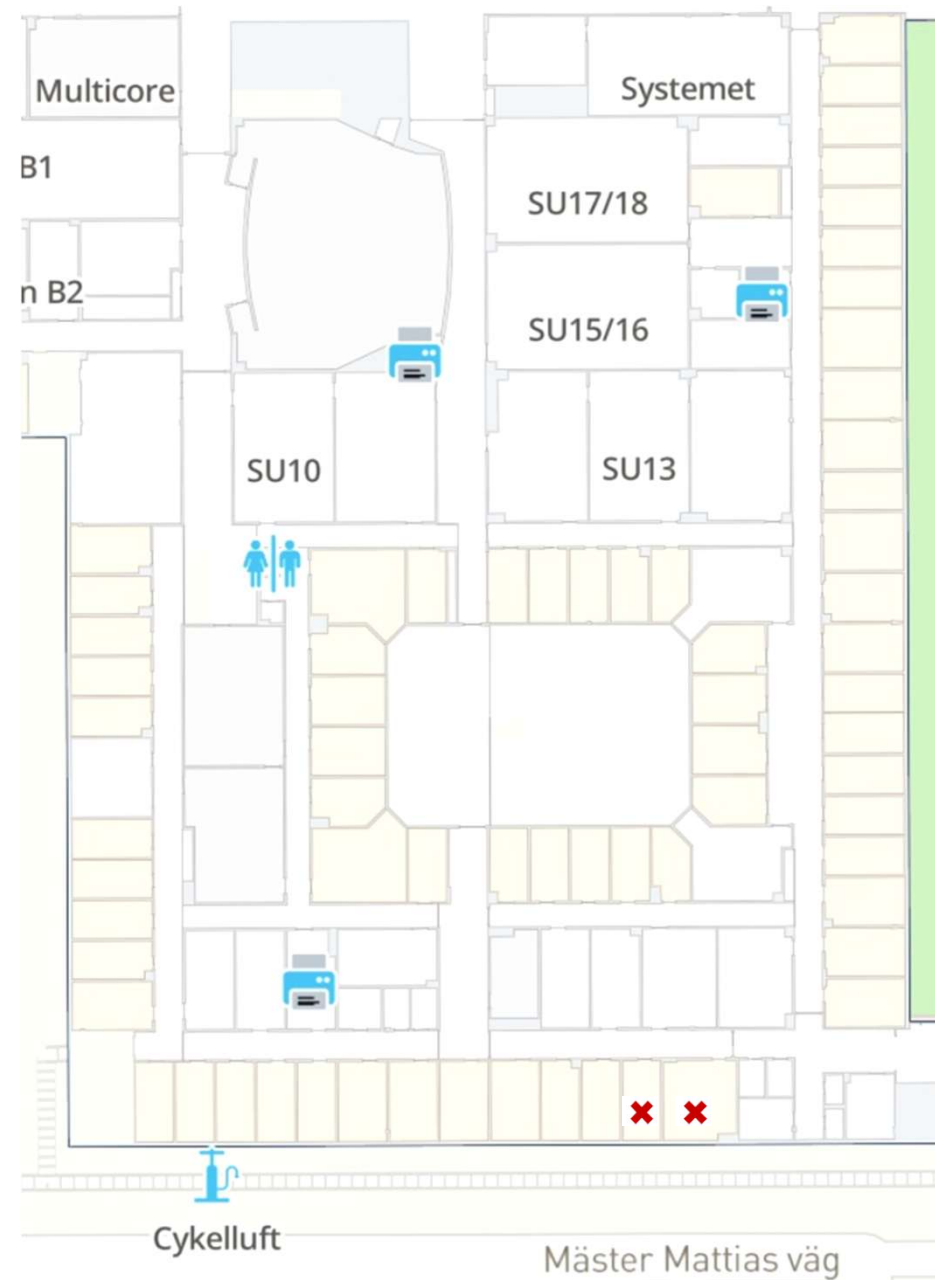 Multicore
Systemet
B1
SU17/18
n B2
SU15/16
SU10
SU13
Cykelluft
Mäster Mattias väg